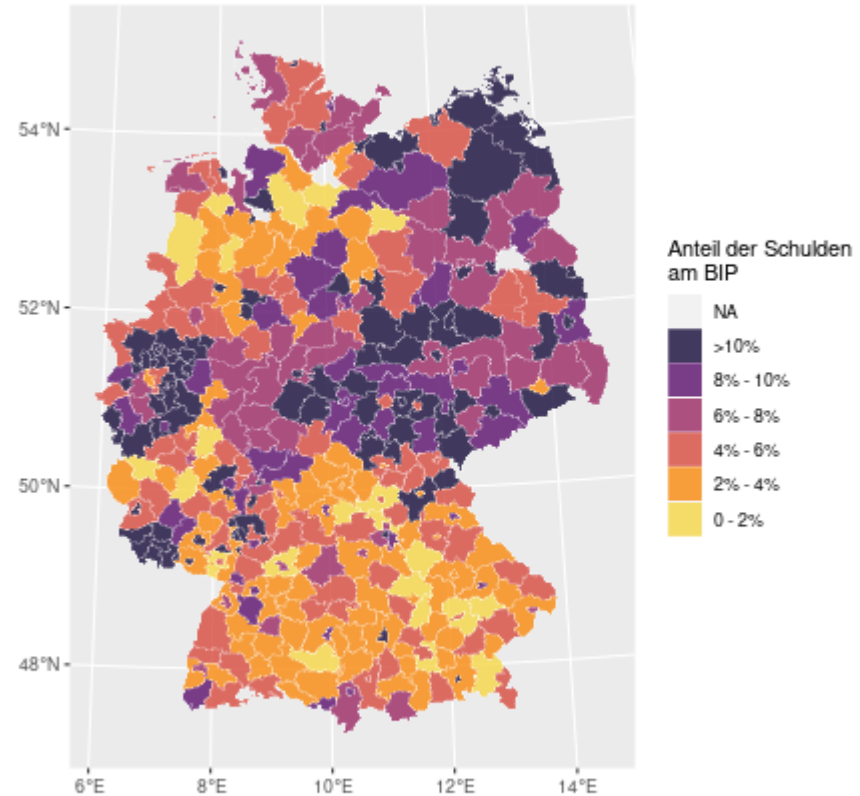 54°N
52°N
50°N
48°N
6°E
8°E
10°E
12°E
14°E
Anteil der Schulden
am BIP
NA
>10%
8% - 10%
6% - 8%
4% - 6%
2% - 4%
0 - 2%